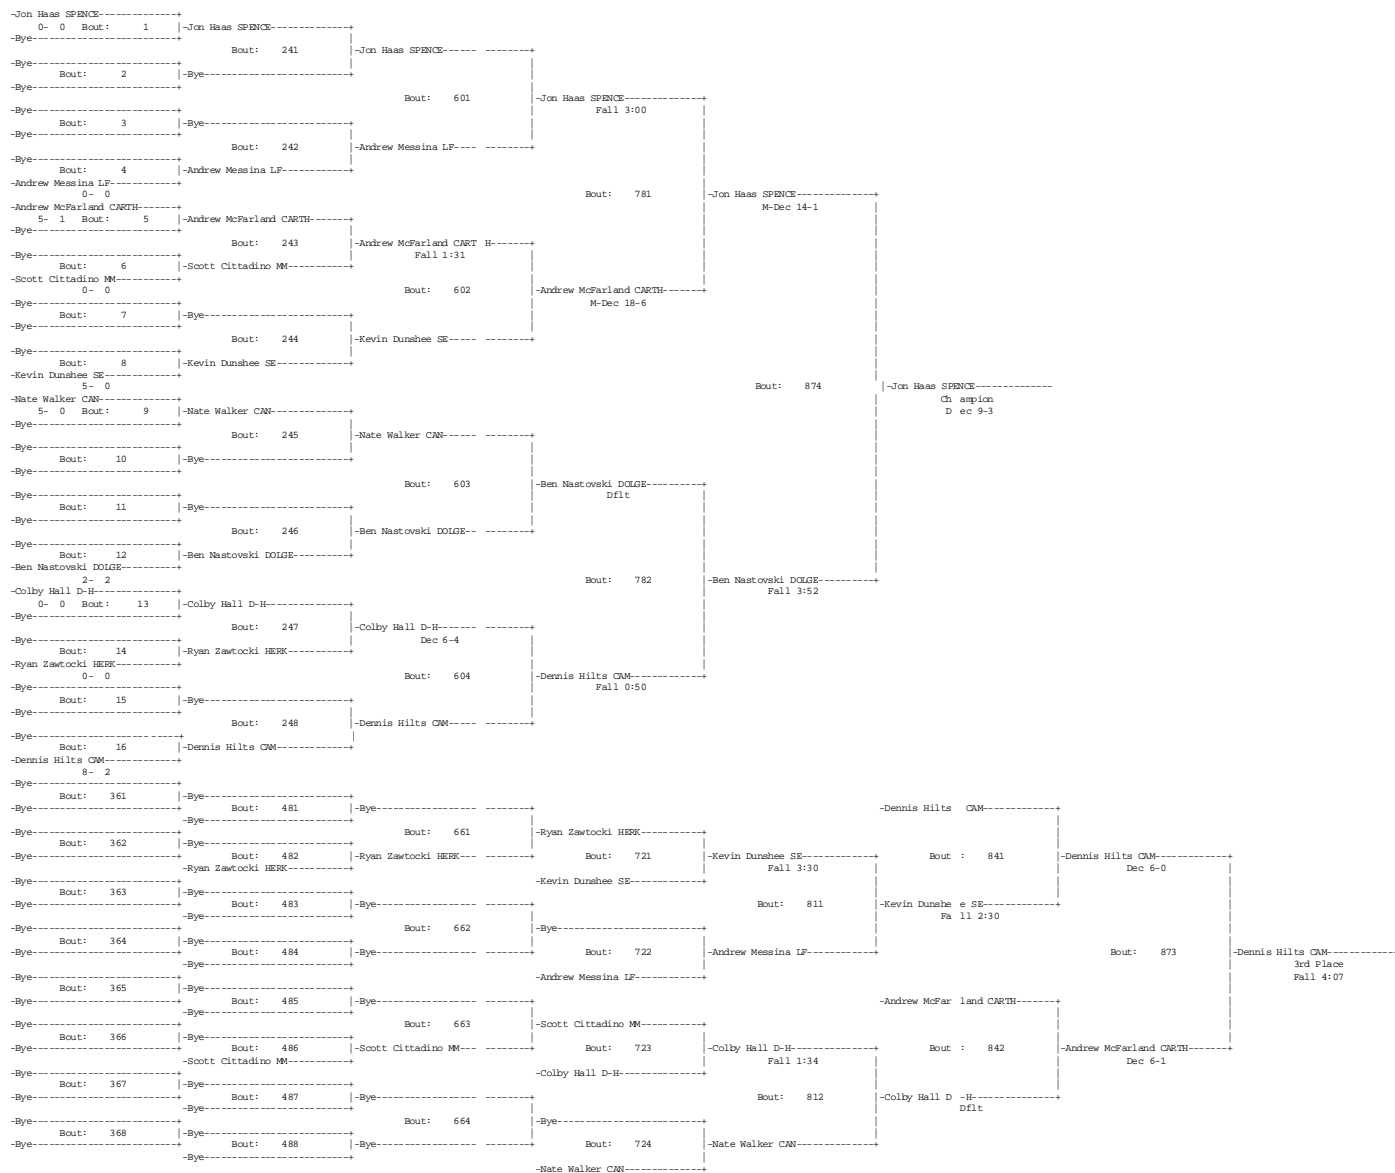 -Jon Haas SPENCE--------------+
0- 0 Bout: 1 |-Jon Haas SPENCE-------------+
-Bye--------------------------+ |
Bout: 241 |-Jon Haas SPENCE------ --------+
-Bye--------------------------+ | |
Bout: 2 |-Bye--------------------------+ |
-Bye--------------------------+ |
Bout: 601 |-Jon Haas SPENCE--------------+
-Bye--------------------------+ | Fall 3:00 |
Bout: 3 |-Bye--------------------------+ | |
-Bye--------------------------+ | | |
Bout: 242 |-Andrew Messina LF---- --------+ |
-Bye--------------------------+ | |
Bout: 4 |-Andrew Messina LF------------+ |
-Andrew Messina LF------------+ |
0- 0 Bout: 781 |-Jon Haas SPENCE--------------+
-Andrew McFarland CARTH-------+ | M-Dec 14-1 |
5- 1 Bout: 5 |-Andrew McFarland CARTH-------+ | |
-Bye--------------------------+ | | |
Bout: 243 |-Andrew McFarland CART H-------+ | |
-Bye--------------------------+ | Fall 1:31 | | |
Bout: 6 |-Scott Cittadino MM-----------+ | | |
-Scott Cittadino MM-----------+ | | |
0- 0 Bout: 602 |-Andrew McFarland CARTH-------+ |
-Bye--------------------------+ | M-Dec 18-6 |
Bout: 7 |-Bye--------------------------+ | |
-Bye--------------------------+ | | |
Bout: 244 |-Kevin Dunshee SE----- --------+ |
-Bye--------------------------+ | |
Bout: 8 |-Kevin Dunshee SE-------------+ |
-Kevin Dunshee SE-------------+ |
5- 0 Bout: 874 |-Jon Haas SPENCE--------------
-Nate Walker CAN--------------+ | Ch ampion
5- 0 Bout: 9 |-Nate Walker CAN--------------+ | D ec 9-3
-Bye--------------------------+ | |
Bout: 245 |-Nate Walker CAN------ --------+ |
-Bye--------------------------+ | | |
Bout: 10 |-Bye--------------------------+ | |
-Bye--------------------------+ | |
Bout: 603 |-Ben Nastovski DOLGE----------+ |
-Bye--------------------------+ | Dflt | |
Bout: 11 |-Bye--------------------------+ | | |
-Bye--------------------------+ | | | |
Bout: 246 |-Ben Nastovski DOLGE-- --------+ | |
-Bye--------------------------+ | | |
Bout: 12 |-Ben Nastovski DOLGE----------+ | |
-Ben Nastovski DOLGE----------+ | |
2- 2 Bout: 782 |-Ben Nastovski DOLGE----------+
-Colby Hall D-H---------------+ | Fall 3:52
0- 0 Bout: 13 |-Colby Hall D-H---------------+ |
-Bye--------------------------+ | |
Bout: 247 |-Colby Hall D-H------- --------+ |
-Bye--------------------------+ | Dec 6-4 | |
Bout: 14 |-Ryan Zawtocki HERK-----------+ | |
-Ryan Zawtocki HERK-----------+ | |
0- 0 Bout: 604 |-Dennis Hilts CAM-------------+
-Bye--------------------------+ | Fall 0:50
Bout: 15 |-Bye--------------------------+ |
-Bye--------------------------+ | |
Bout: 248 |-Dennis Hilts CAM----- --------+
-Bye--------------------- -----+ |
Bout: 16 |-Dennis Hilts CAM-------------+
-Dennis Hilts CAM-------------+
8- 2
-Bye--------------------------+
Bout: 361 |-Bye--------------------------+
-Bye--------------------------+ Bout: 481 |-Bye------------------ --------+ -Dennis Hilts CAM-------------+
-Bye--------------------------+ | |
-Bye--------------------------+ Bout: 661 |-Ryan Zawtocki HERK-----------+ |
Bout: 362 |-Bye--------------------------+ | | |
-Bye--------------------------+ Bout: 482 |-Ryan Zawtocki HERK--- --------+ Bout: 721 |-Kevin Dunshee SE-------------+ Bout : 841 |-Dennis Hilts CAM-------------+
-Ryan Zawtocki HERK-----------+ | Fall 3:30 | | Dec 6-0 |
-Bye--------------------------+ -Kevin Dunshee SE-------------+ | | |
Bout: 363 |-Bye--------------------------+ | | |
-Bye--------------------------+ Bout: 483 |-Bye------------------ --------+ Bout: 811 |-Kevin Dunshe e SE-------------+ |
-Bye--------------------------+ | | Fa ll 2:30 |
-Bye--------------------------+ Bout: 662 |-Bye--------------------------+ | |
Bout: 364 |-Bye--------------------------+ | | | |
-Bye--------------------------+ Bout: 484 |-Bye------------------ --------+ Bout: 722 |-Andrew Messina LF------------+ Bout: 873 |-Dennis Hilts CAM-------------
-Bye--------------------------+ | | 3rd Place
-Bye--------------------------+ -Andrew Messina LF------------+ | Fall 4:07
Bout: 365 |-Bye--------------------------+ |
-Bye--------------------------+ Bout: 485 |-Bye------------------ --------+ -Andrew McFar land CARTH-------+ |
-Bye--------------------------+ | | |
-Bye--------------------------+ Bout: 663 |-Scott Cittadino MM-----------+ | |
Bout: 366 |-Bye--------------------------+ | | | |
-Bye--------------------------+ Bout: 486 |-Scott Cittadino MM--- --------+ Bout: 723 |-Colby Hall D-H---------------+ Bout : 842 |-Andrew McFarland CARTH-------+
-Scott Cittadino MM-----------+ | Fall 1:34 | | Dec 6-1
-Bye--------------------------+ -Colby Hall D-H---------------+ | |
Bout: 367 |-Bye--------------------------+ | |
-Bye--------------------------+ Bout: 487 |-Bye------------------ --------+ Bout: 812 |-Colby Hall D -H---------------+
-Bye--------------------------+ | | Dflt
-Bye--------------------------+ Bout: 664 |-Bye--------------------------+ |
Bout: 368 |-Bye--------------------------+ | | |
-Bye--------------------------+ Bout: 488 |-Bye------------------ --------+ Bout: 724 |-Nate Walker CAN--------------+
-Bye--------------------------+ |
-Nate Walker CAN--------------+